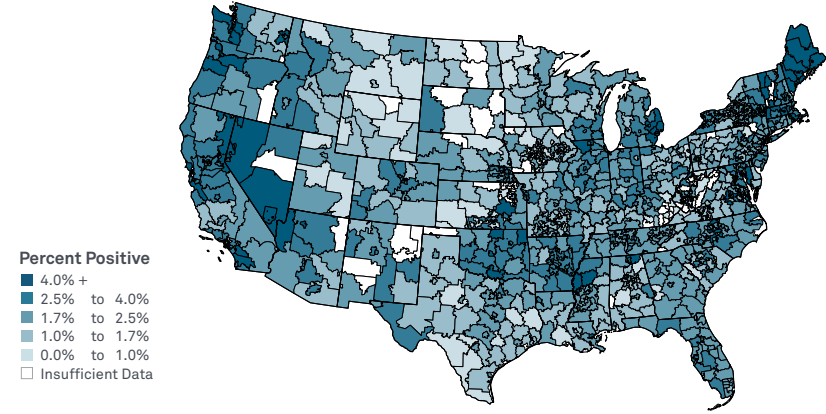 Percent Positive
4.0% +
2.5% to 4.0%
1.7% to 2.5%
1.0% to 1.7%
0.0% to 1.0%
Insufficient Data